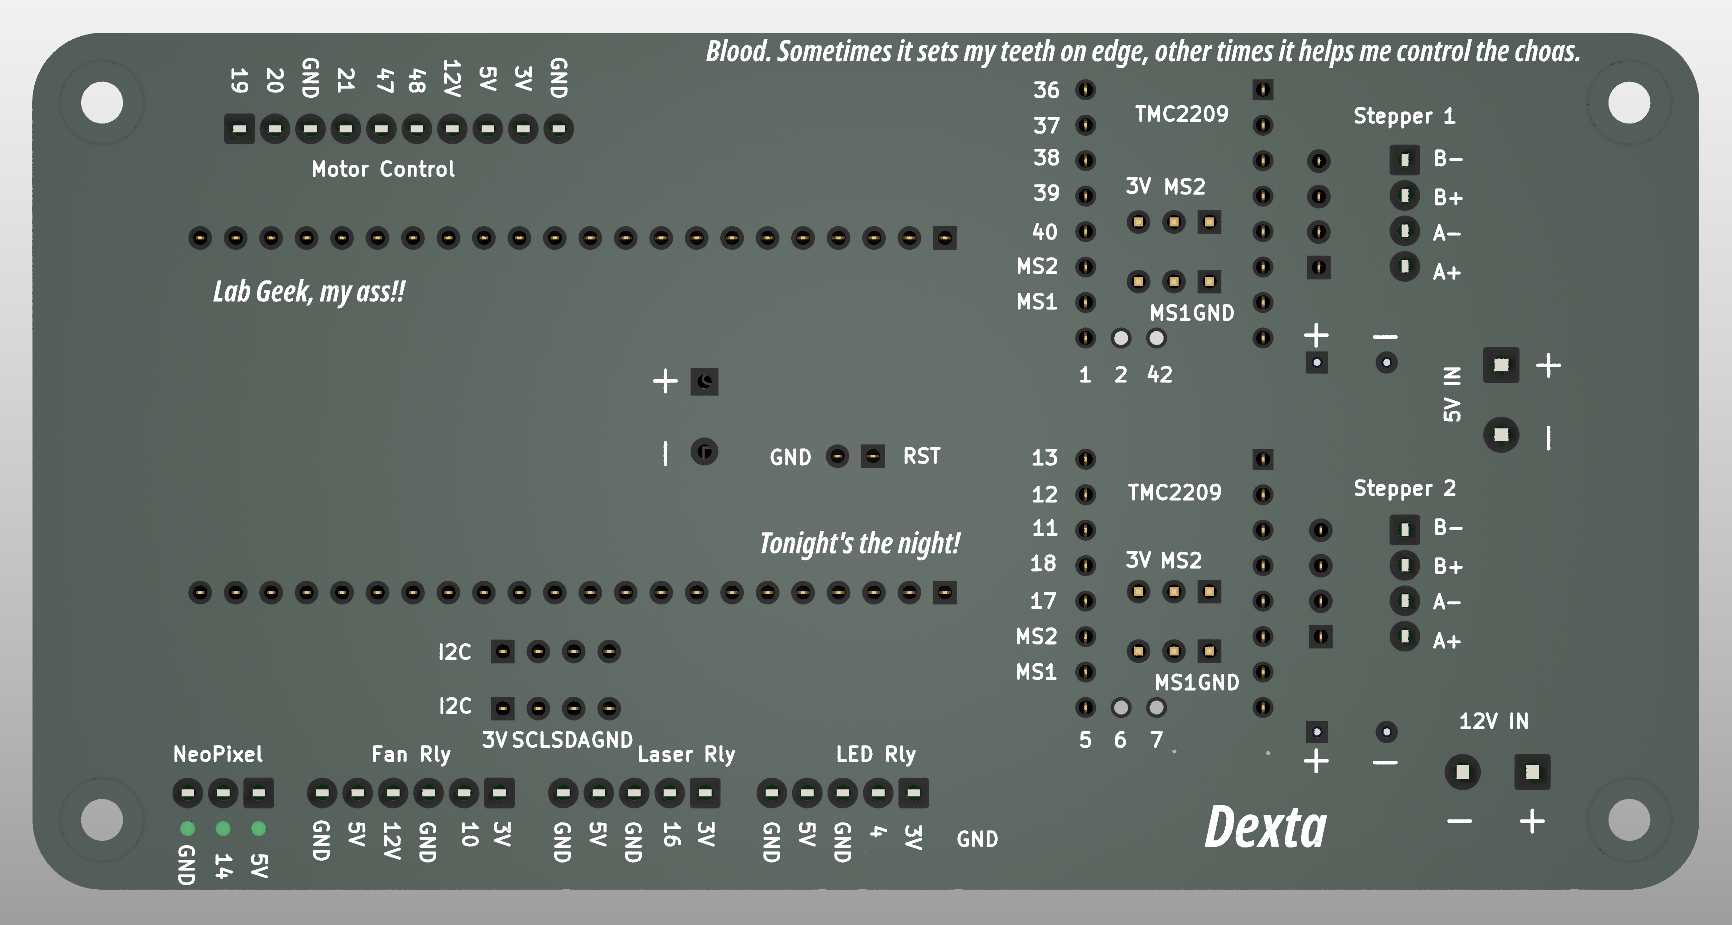 Blood. Sometimes it sets my teeth on edge, other times it helps me control the choas.
19 20 GND 21 47 48 12V 5V 3V GND
Motor Control
Lab Geek, my ass!!
+
–
GND RST
Tonight's the night!
36
37
38
39
40
MS2
MS1
TMC2209
3V MS2
MS1GND
1 2 42
Stepper 1
B-
B+
A-
A+
+ –
5V IN
+
–
13
12
11
18
17
MS2
MS1
TMC2209
3V MS2
MS1GND
5 6 7
Stepper 2
B-
B+
A-
A+
+ –
12V IN
– +
I2C
I2C
3V SCLSDAGND
NeoPixel
GND 14 5V
Fan Rly
GND 5V 12V GND 10 3V
Laser Rly
GND 5V GND 16 3V
LED Rly
GND 5V GND 4 3V
GND
Dexta